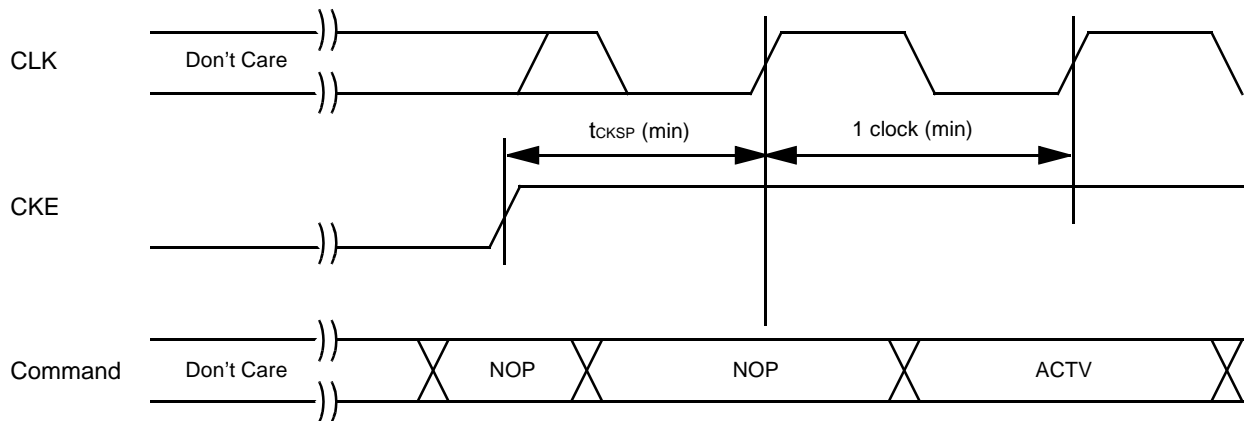 CLK
Don't Care
tCKSP (min)
1 clock (min)
CKE
Command
Don't Care
NOP
NOP
ACTV